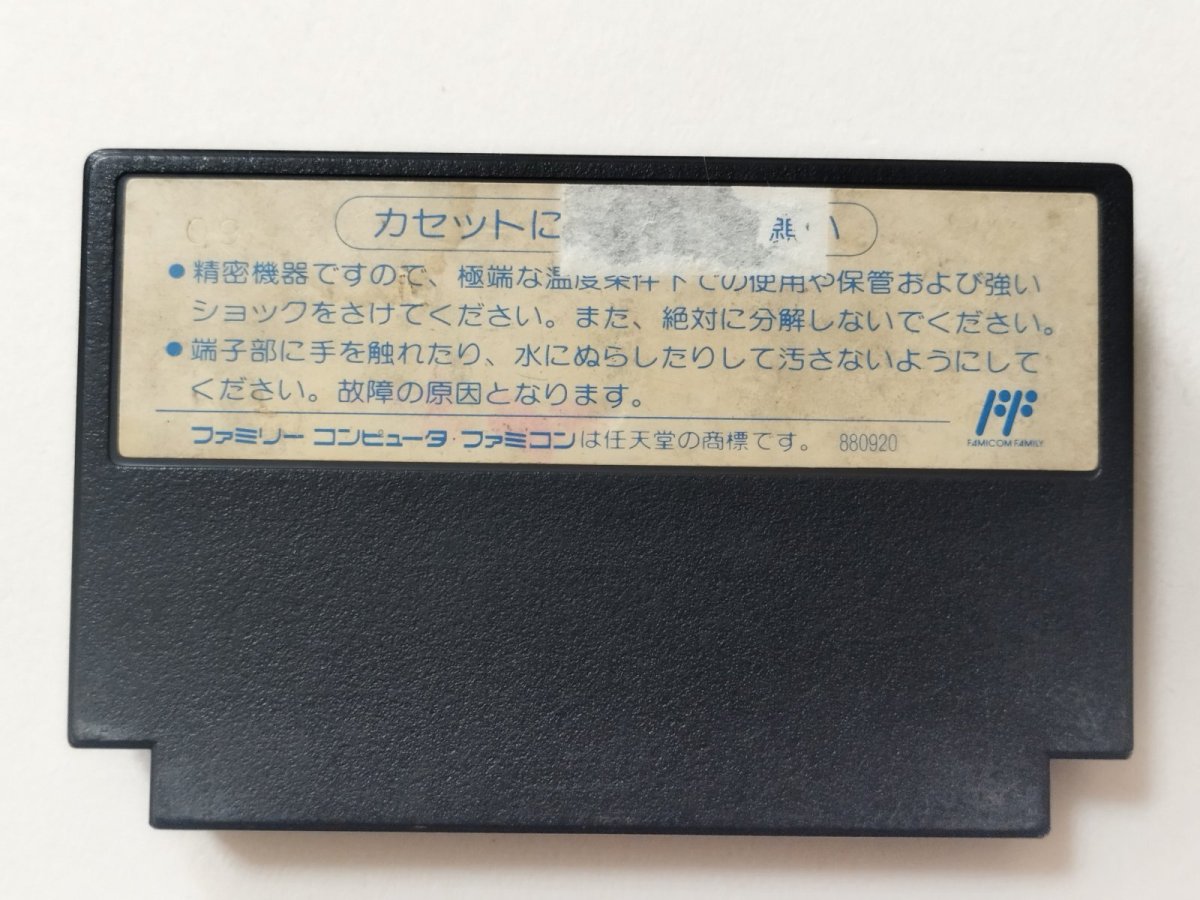 カセットに
い
●精密機器ですので、極端な温度条件下での使用や保管および強い
ショックをさけてください。また、絶対に分解しないでください。
●端子部に手を触れたり、水にぬらしたりして汚さないようにして
ください。故障の原因となります。
ファミリーコンピュータ・ファミコンは任天堂の商標です。 880920
FAMICOM FAMILY